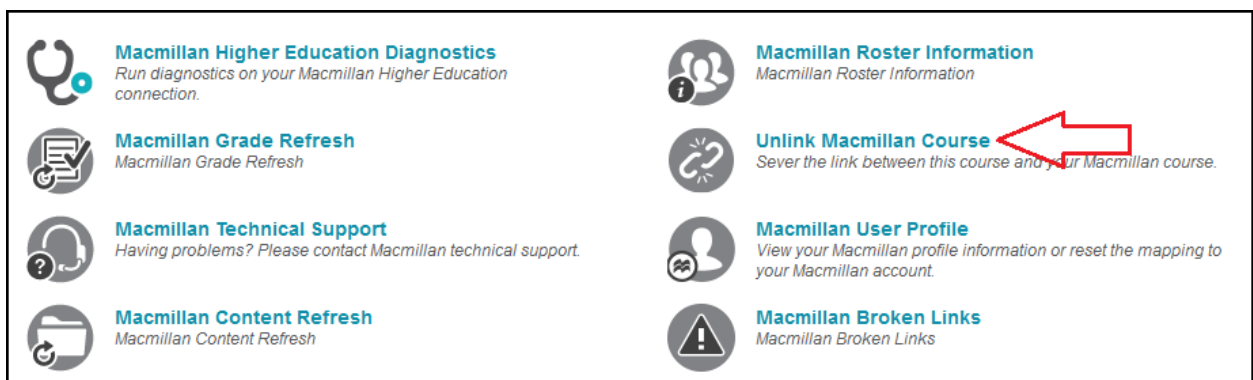 Macmillan Higher Education Diagnostics
Run diagnostics on your Macmillan Higher Education
connection.
Macmillan Grade Refresh
Macmillan Grade Refresh
Macmillan Technical Support
Having problems? Please contact Macmillan technical support.
Macmillan Content Refresh
Macmillan Content Refresh
Macmillan Roster Information
Macmillan Roster Information
Unlink Macmillan Course
Sever the link between this course and your Macmillan course.
Macmillan User Profile
View your Macmillan profile information or reset the mapping to
your Macmillan account.
Macmillan Broken Links
Macmillan Broken Links